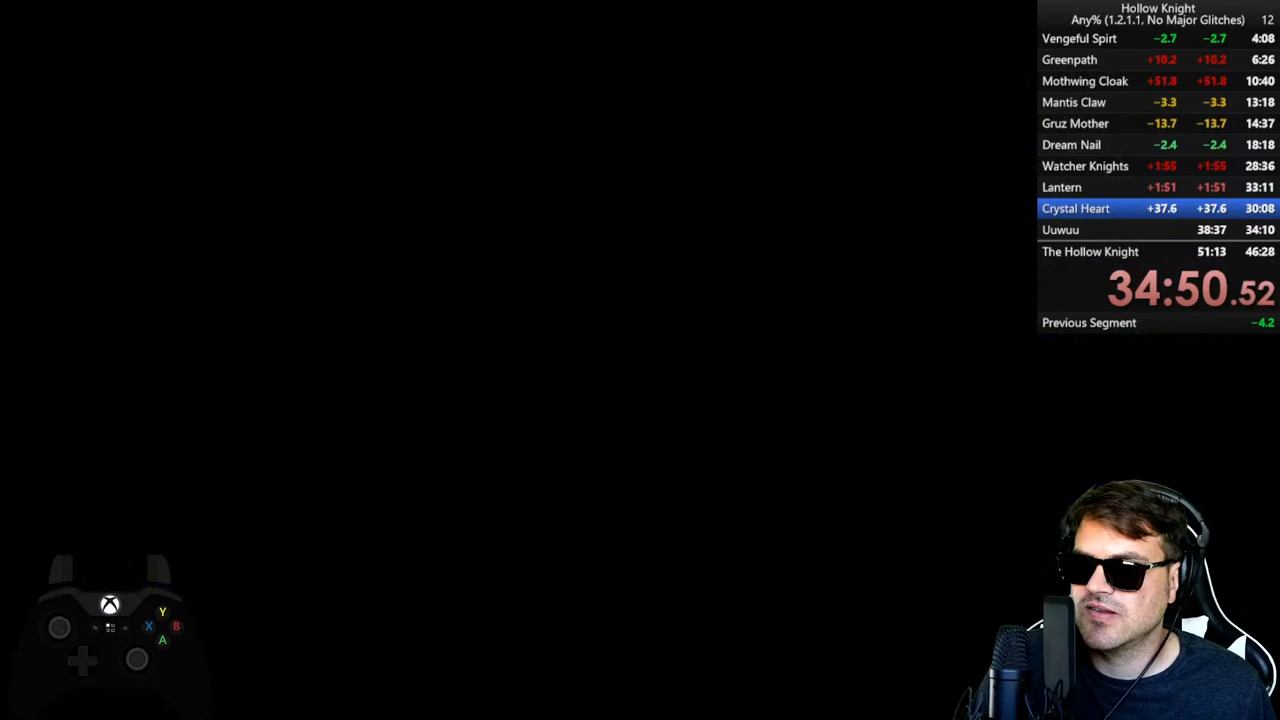 Hollow Knight
Any% (1.2.1.1, No Major Glitches) 12
Vengeful Spirt −2.7 −2.7 4:08
Greenpath +10.2 +10.2 6:26
Mothwing Cloak +51.8 +51.8 10:40
Mantis Claw −3.3 −3.3 13:18
Gruz Mother −13.7 −13.7 14:37
Dream Nail −2.4 −2.4 18:18
Watcher Knights +1:55 +1:55 28:36
Lantern +1:51 +1:51 33:11
Crystal Heart +37.6 +37.6 30:08
Uuwuu 38:37 34:10
The Hollow Knight 51:13 46:28
34:50.52
Previous Segment −4.2
Y
X B
A